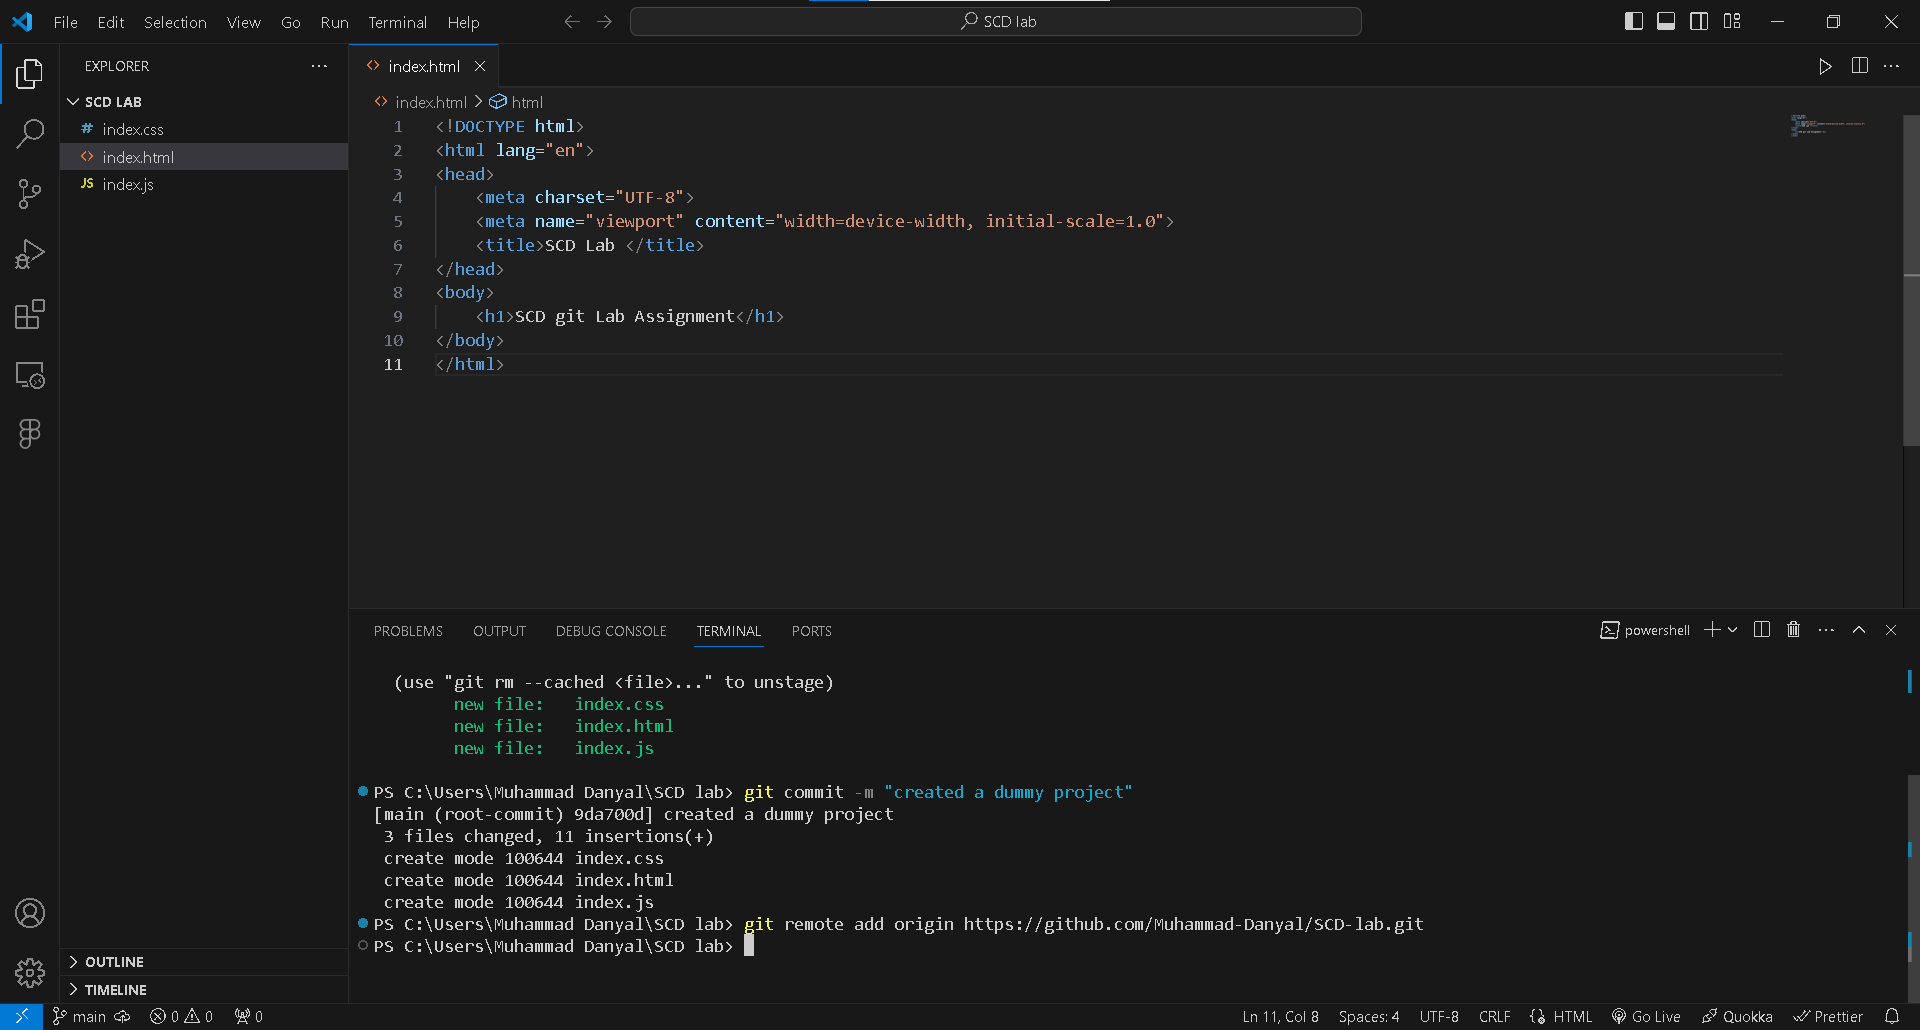 File Edit Selection View Go Run Terminal Help
SCD lab
EXPLORER
SCD LAB
# index.css
<> index.html
JS index.js
OUTLINE
TIMELINE
<> index.html
<> index.html > html
1 <!DOCTYPE html>
2 <html lang="en">
3 <head>
4     <meta charset="UTF-8">
5     <meta name="viewport" content="width=device-width, initial-scale=1.0">
6     <title>SCD Lab </title>
7 </head>
8 <body>
9     <h1>SCD git Lab Assignment</h1>
10 </body>
11 </html>
PROBLEMS OUTPUT DEBUG CONSOLE TERMINAL PORTS
powershell
(use "git rm --cached <file>..." to unstage)
new file:   index.css
new file:   index.html
new file:   index.js
PS C:\Users\Muhammad Danyal\SCD lab> git commit -m "created a dummy project"
[main (root-commit) 9da700d] created a dummy project
3 files changed, 11 insertions(+)
create mode 100644 index.css
create mode 100644 index.html
create mode 100644 index.js
PS C:\Users\Muhammad Danyal\SCD lab> git remote add origin https://github.com/Muhammad-Danyal/SCD-lab.git
PS C:\Users\Muhammad Danyal\SCD lab>
main 0 0 0 Ln 11, Col 8 Spaces: 4 UTF-8 CRLF HTML Go Live Quokka Prettier